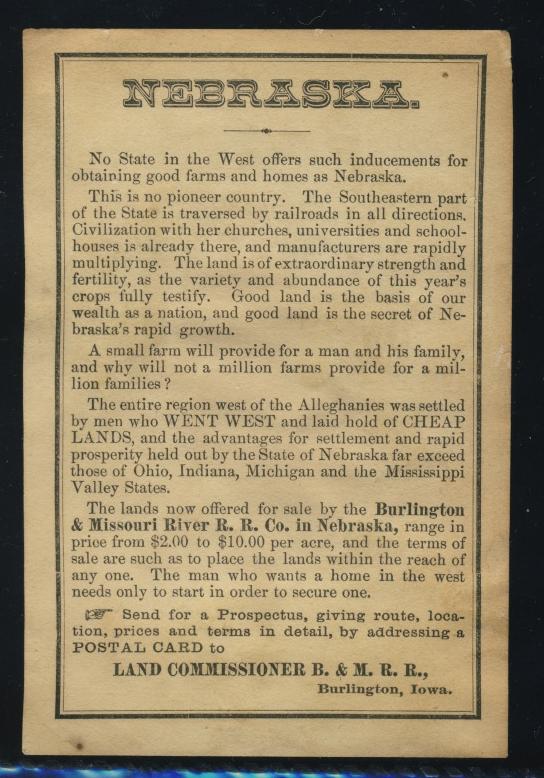 NEBRASKA.
No State in the West offers such inducements for
obtaining good farms and homes as Nebraska.
This is no pioneer country. The Southeastern part
of the State is traversed by railroads in all directions.
Civilization with her churches, universities and school-
houses is already there, and manufacturers are rapidly
multiplying. The land is of extraordinary strength and
fertility, as the variety and abundance of this year's
crops fully testify. Good land is the basis of our
wealth as a nation, and good land is the secret of Ne-
braska's rapid growth.
A small farm will provide for a man and his family,
and why will not a million farms provide for a mil-
lion families?
The entire region west of the Alleghanies was settled
by men who WENT WEST and laid hold of CHEAP
LANDS, and the advantages for settlement and rapid
prosperity held out by the State of Nebraska far exceed
those of Ohio, Indiana, Michigan and the Mississippi
Valley States.
The lands now offered for sale by the Burlington
& Missouri River R. R. Co. in Nebraska, range in
price from $2.00 to $10.00 per acre, and the terms of
sale are such as to place the lands within the reach of
any one. The man who wants a home in the west
needs only to start in order to secure one.
☞ Send for a Prospectus, giving route, loca-
tion, prices and terms in detail, by addressing a
POSTAL CARD to
LAND COMMISSIONER B. & M. R. R.,
Burlington, Iowa.